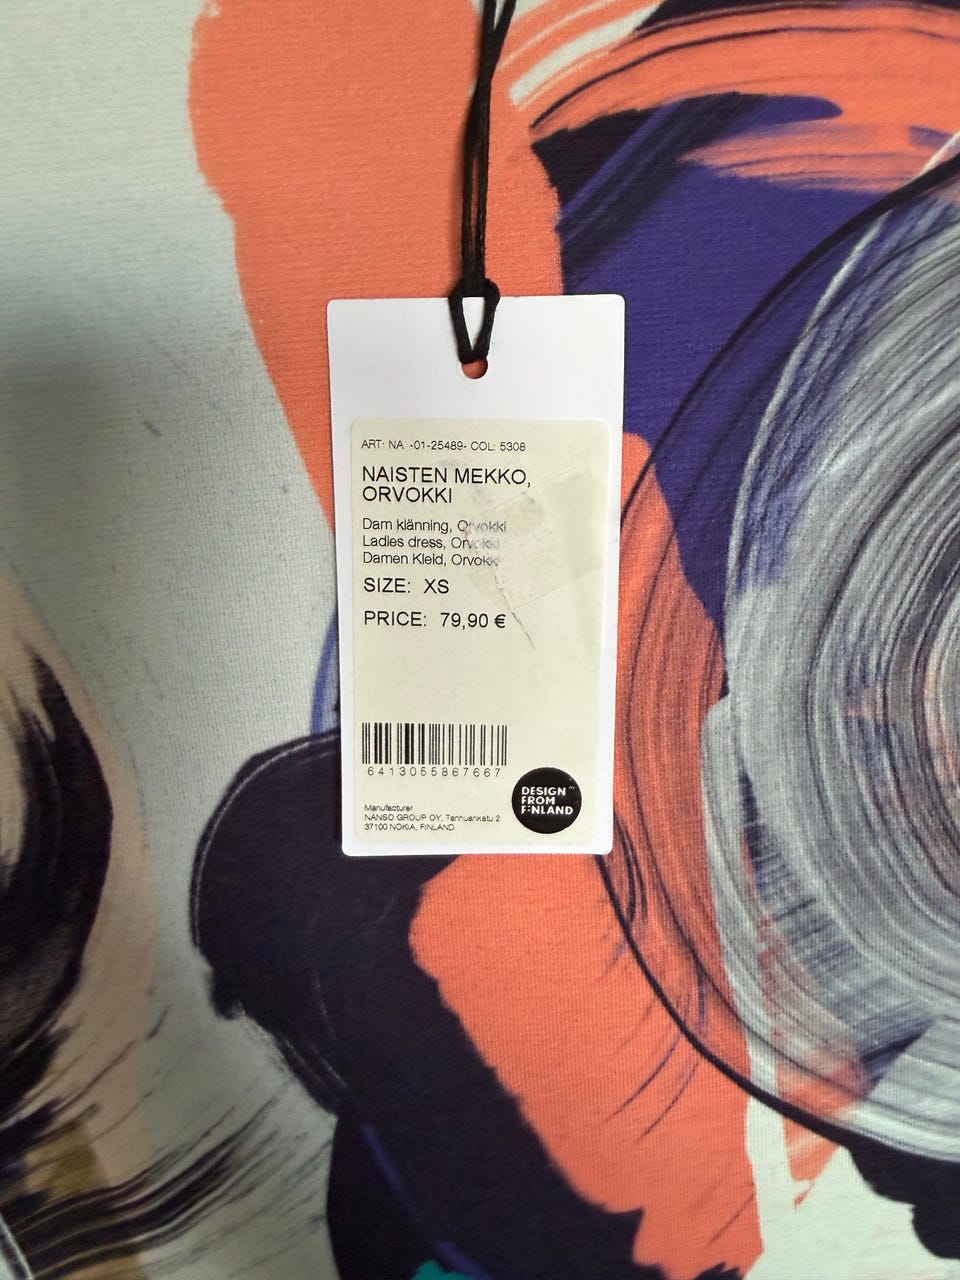 ART: NA -01-25489- COL: 5308
NAISTEN MEKKO,
ORVOKKI
Dam klänning, Orvokki
Ladies dress, Orvokki
Damen Kleid, Orvokki
SIZE: XS
PRICE: 79,90 €
6413055867667
Manufacturer
NANSO GROUP OY, Tanhuankatu 2
37100 NOKIA, FINLAND
DESIGN
FROM
FINLAND